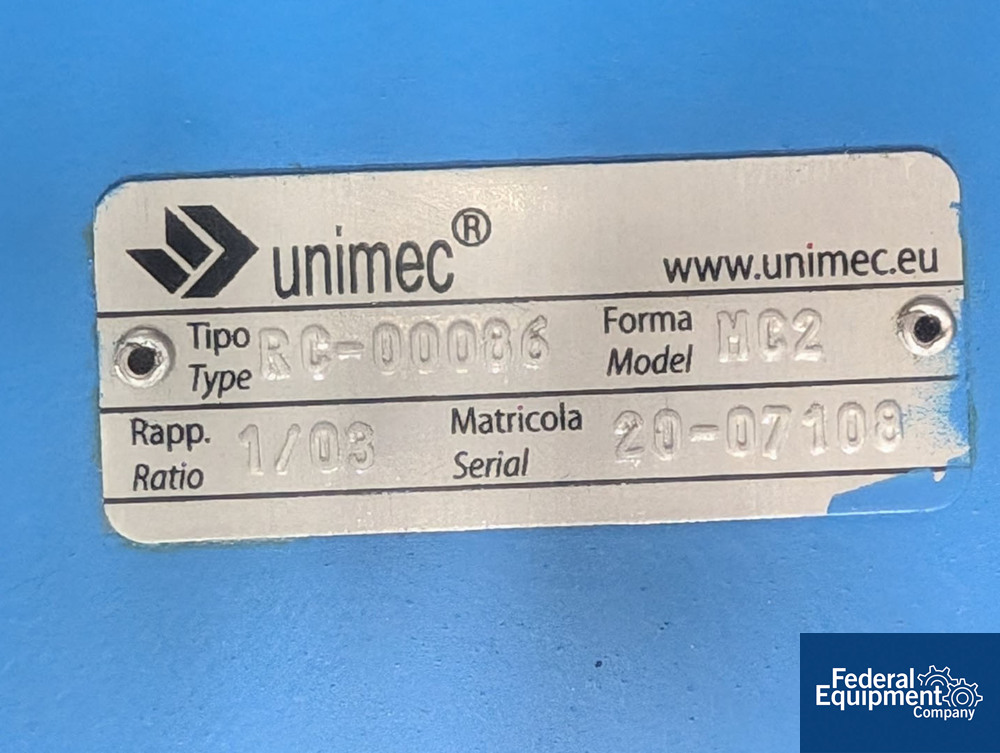 unimec®
www.unimec.eu
Tipo
Type
RC-00086
Forma
Model
MC2
Rapp.
Ratio
1/03
Matricola
Serial
20-07108
Federal
Equipment
Company